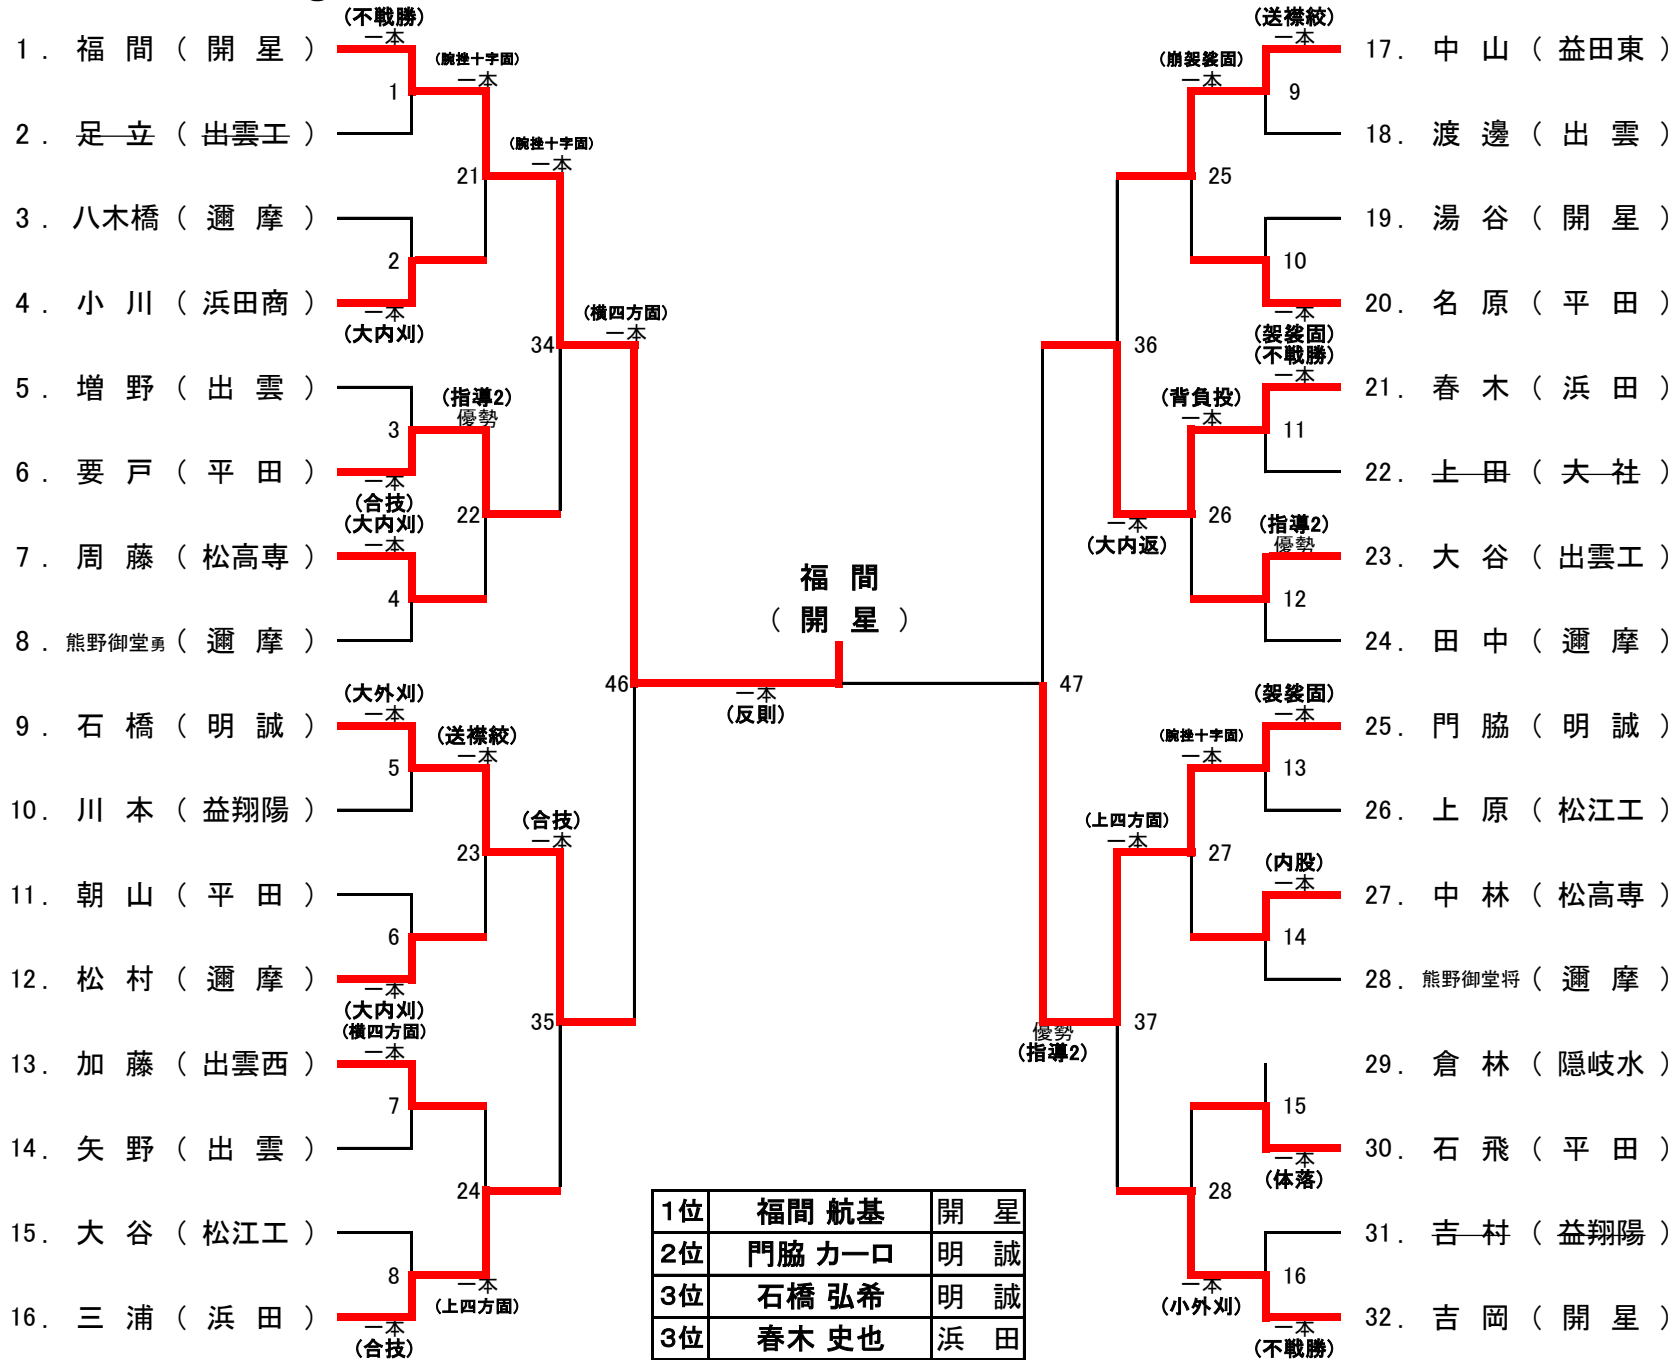 (不戦勝)
一本
1. 福間 (開星)
(腕挫十字固)
一本
1
2. 足立 (出雲工)
(腕挫十字固)
一本
21
3. 八木橋 (邇摩)
2
4. 小川 (浜田商)
一本
(大内刈)
(横四方固)
一本
34
5. 増野 (出雲)
(指導2)
優勢
3
6. 要戸 (平田)
一本
(合技)
(大内刈)
一本
22
7. 周藤 (松高専)
4
8. 熊野御堂勇 (邇摩)
46
(大外刈)
一本
9. 石橋 (明誠)
(送襟絞)
一本
5
10. 川本 (益翔陽)
(合技)
一本
23
11. 朝山 (平田)
6
12. 松村 (邇摩)
一本
(大内刈)
(横四方固)
一本
35
13. 加藤 (出雲西)
7
14. 矢野 (出雲)
24
15. 大谷 (松江工)
8
一本
(上四方固)
16. 三浦 (浜田)
一本
(合技)
福間
(開星)
一本
(反則)
(送襟絞)
一本
17. 中山 (益田東)
(崩袈裟固)
一本
9
18. 渡邊 (出雲)
25
19. 湯谷 (開星)
10
20. 名原 (平田)
一本
(袈裟固)
(不戦勝)
一本
36
21. 春木 (浜田)
(背負投)
一本
11
22. 上田 (大社)
26
一本
(大内返)
(指導2)
優勢
23. 大谷 (出雲工)
12
24. 田中 (邇摩)
47
(袈裟固)
一本
25. 門脇 (明誠)
(腕挫十字固)
一本
13
26. 上原 (松江工)
(上四方固)
一本
27
(内股)
一本
27. 中林 (松高専)
14
28. 熊野御堂将 (邇摩)
37
優勢
(指導2)
29. 倉林 (隠岐水)
15
30. 石飛 (平田)
一本
(体落)
28
31. 吉村 (益翔陽)
16
一本
(小外刈)
32. 吉岡 (開星)
一本
(不戦勝)
1位 福間 航基 開星
2位 門脇 カーロ 明誠
3位 石橋 弘希 明誠
3位 春木 史也 浜田